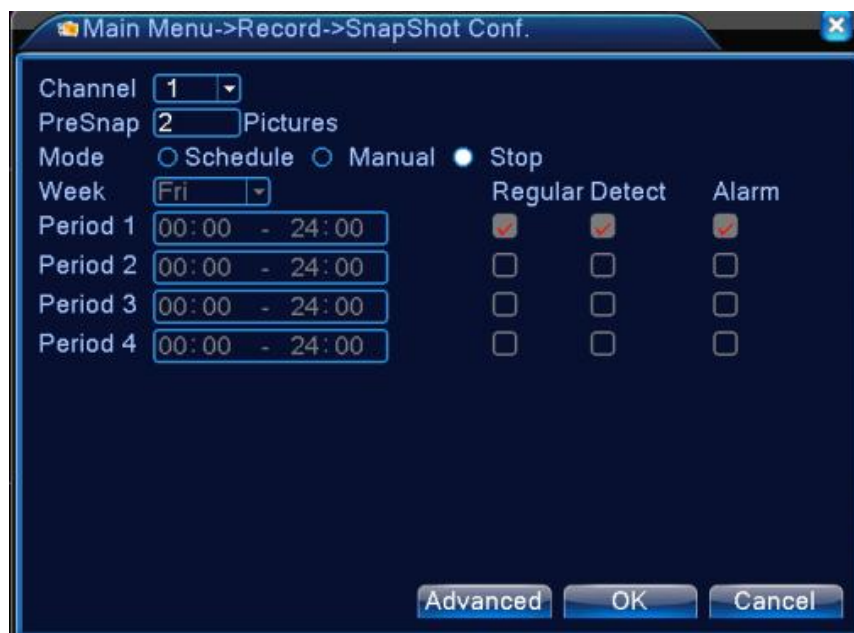 Main Menu->Record->SnapShot Conf.
Channel 1
PreSnap 2 Pictures
Mode Schedule Manual Stop
Week Fri Regular Detect Alarm
Period 1 00:00 - 24:00
Period 2 00:00 - 24:00
Period 3 00:00 - 24:00
Period 4 00:00 - 24:00
Advanced OK Cancel